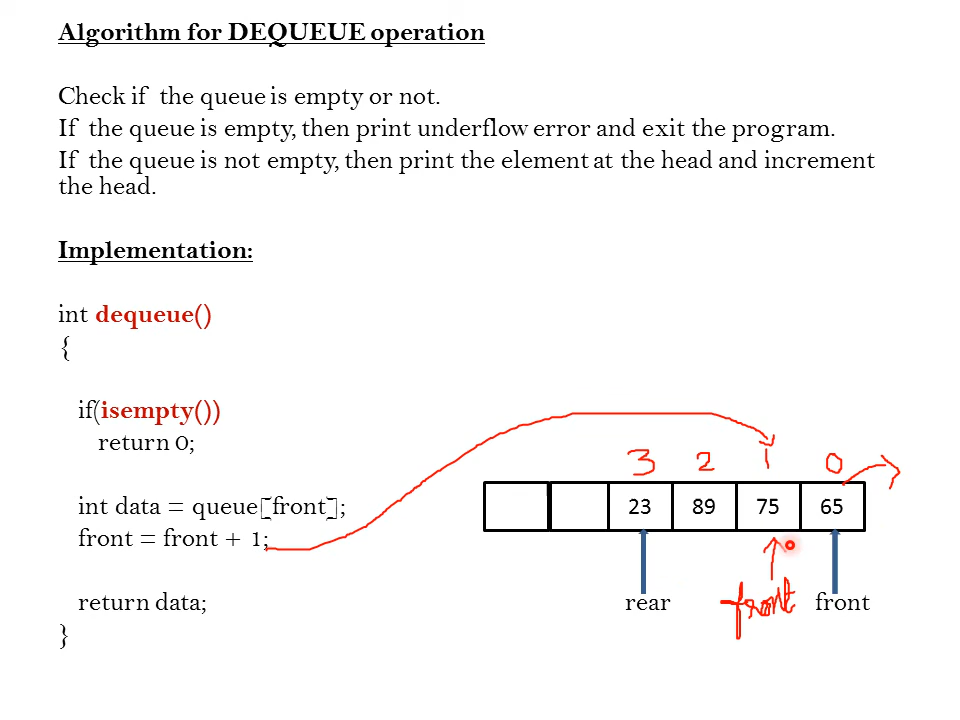 Algorithm for DEQUEUE operation
Check if the queue is empty or not.
If the queue is empty, then print underflow error and exit the program.
If the queue is not empty, then print the element at the head and increment
the head.
Implementation:
int dequeue()
{
if(isempty())
return 0;
int data = queue[front];
front = front + 1;
return data;
}
3 2 1 0
23 89 75 65
rear front front